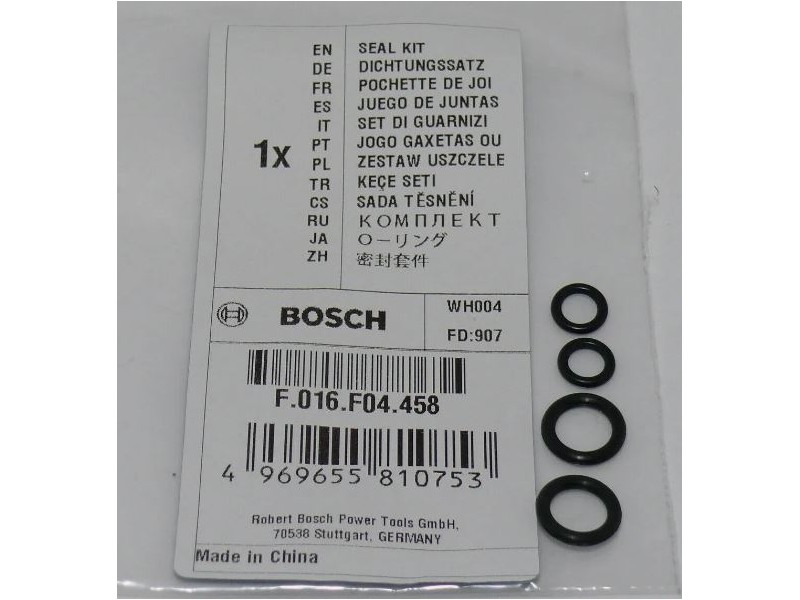 1x
EN SEAL KIT
DE DICHTUNGSSATZ
FR POCHETTE DE JOI
ES JUEGO DE JUNTAS
IT SET DI GUARNIZI
PT JOGO GAXETAS OU
PL ZESTAW USZCZELE
TR KEÇE SETI
CS SADA TĚSNĚNÍ
RU КОМПЛЕКТ
JA Oーリング
ZH 密封套件
BOSCH
WH004
FD:907
F.016.F04.458
4 969655 810753
Robert Bosch Power Tools GmbH,
70538 Stuttgart, GERMANY
Made in China